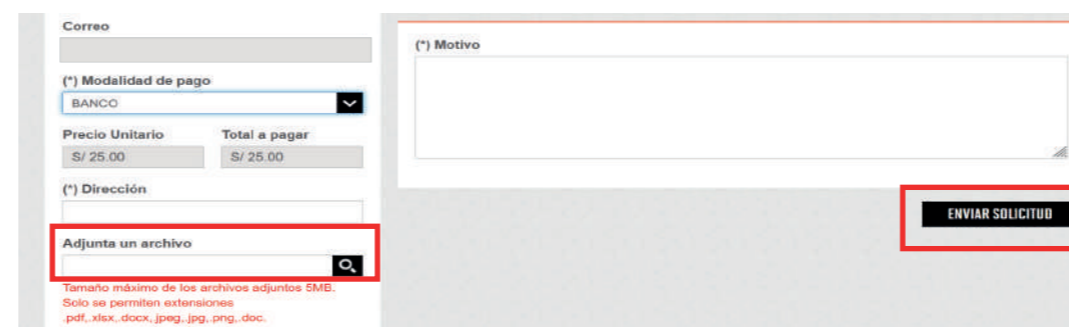 Correo
(*) Modalidad de pago
BANCO
Precio Unitario Total a pagar
S/ 25.00 S/ 25.00
(*) Dirección
Adjunta un archivo
Tamaño máximo de los archivos adjuntos 5MB.
Solo se permiten extensiones
.pdf,.xlsx,.docx,.jpeg,.jpg,.png,.doc.
(*) Motivo
ENVIAR SOLICITUD